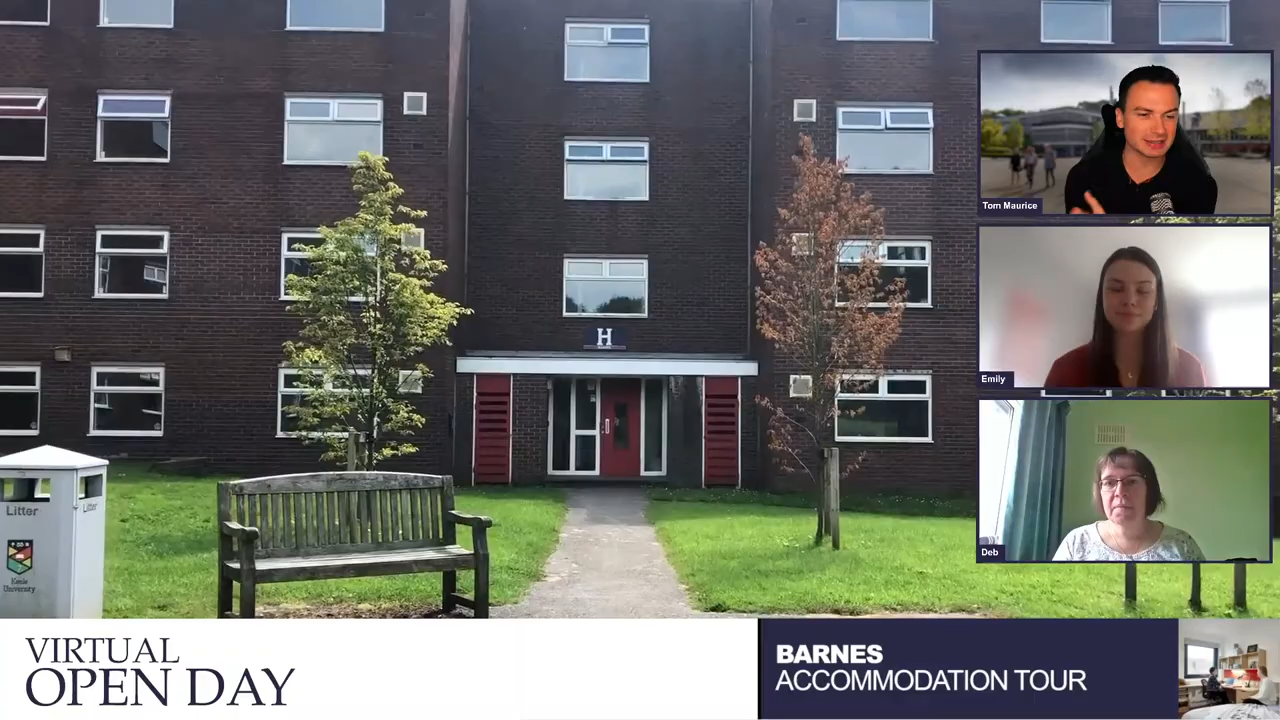 H
Tom Maurice
Emily
Deb
Litter
Litter
Keele
University
VIRTUAL
OPEN DAY
BARNES
ACCOMMODATION TOUR